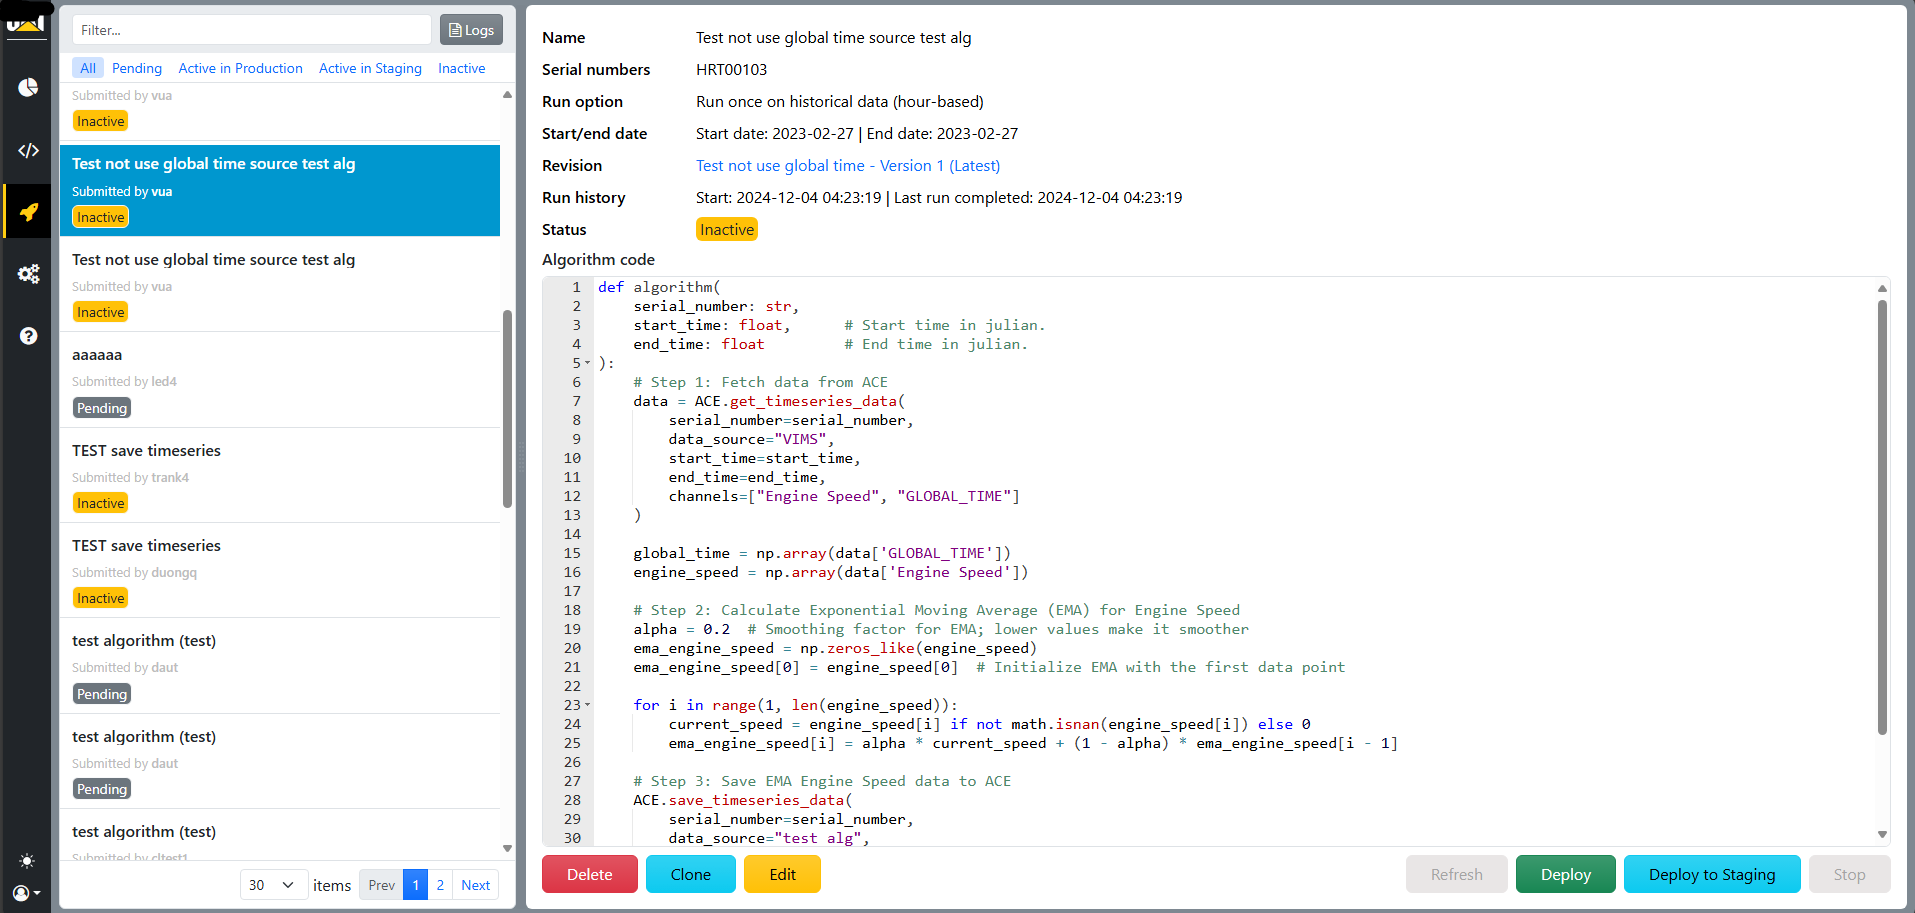 Filter...
Logs
All
Pending
Active in Production
Active in Staging
Inactive
Submitted by vua
Inactive
Test not use global time source test alg
Submitted by vua
Inactive
Test not use global time source test alg
Submitted by vua
Inactive
aaaaaa
Submitted by led4
Pending
TEST save timeseries
Submitted by trank4
Inactive
TEST save timeseries
Submitted by duongq
Inactive
test algorithm (test)
Submitted by daut
Pending
test algorithm (test)
Submitted by daut
Pending
test algorithm (test)
Submitted by cltest1
30 items Prev 1 2 Next
Name Test not use global time source test alg
Serial numbers HRT00103
Run option Run once on historical data (hour-based)
Start/end date Start date: 2023-02-27 | End date: 2023-02-27
Revision Test not use global time - Version 1 (Latest)
Run history Start: 2024-12-04 04:23:19 | Last run completed: 2024-12-04 04:23:19
Status Inactive
Algorithm code
1 def algorithm(
2     serial_number: str,
3     start_time: float,      # Start time in julian.
4     end_time: float         # End time in julian.
5 ):
6     # Step 1: Fetch data from ACE
7     data = ACE.get_timeseries_data(
8         serial_number=serial_number,
9         data_source="VIMS",
10         start_time=start_time,
11         end_time=end_time,
12         channels=["Engine Speed", "GLOBAL_TIME"]
13     )
14
15     global_time = np.array(data['GLOBAL_TIME'])
16     engine_speed = np.array(data['Engine Speed'])
17
18     # Step 2: Calculate Exponential Moving Average (EMA) for Engine Speed
19     alpha = 0.2  # Smoothing factor for EMA; lower values make it smoother
20     ema_engine_speed = np.zeros_like(engine_speed)
21     ema_engine_speed[0] = engine_speed[0]  # Initialize EMA with the first data point
22
23     for i in range(1, len(engine_speed)):
24         current_speed = engine_speed[i] if not math.isnan(engine_speed[i]) else 0
25         ema_engine_speed[i] = alpha * current_speed + (1 - alpha) * ema_engine_speed[i - 1]
26
27     # Step 3: Save EMA Engine Speed data to ACE
28     ACE.save_timeseries_data(
29         serial_number=serial_number,
30         data_source="test alg",
Delete
Clone
Edit
Refresh
Deploy
Deploy to Staging
Stop